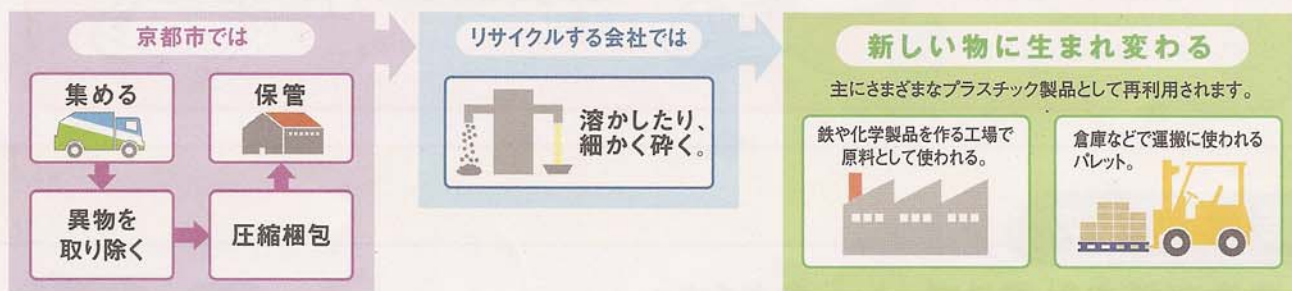 京都市では
集める
異物を
取り除く
圧縮梱包
保管
リサイクルする会社では
溶かしたり、
細かく砕く。
新しい物に生まれ変わる
主にさまざまなプラスチック製品として再利用されます。
鉄や化学製品を作る工場で
原料として使われる。
倉庫などで運搬に使われる
パレット。